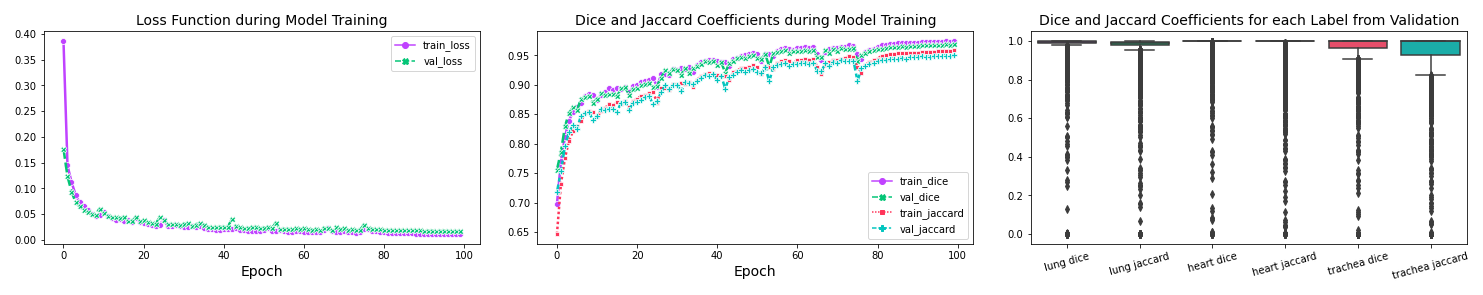 Loss Function during Model Training
0.40
0.35
0.30
0.25
0.20
0.15
0.10
0.05
0.00
0 20 40 60 80 100
Epoch
train_loss
val_loss
Dice and Jaccard Coefficients during Model Training
0.95
0.90
0.85
0.80
0.75
0.70
0.65
0 20 40 60 80 100
Epoch
train_dice
val_dice
train_jaccard
val_jaccard
Dice and Jaccard Coefficients for each Label from Validation
1.0
0.8
0.6
0.4
0.2
0.0
lung dice
lung jaccard
heart dice
heart jaccard
trachea dice
trachea jaccard